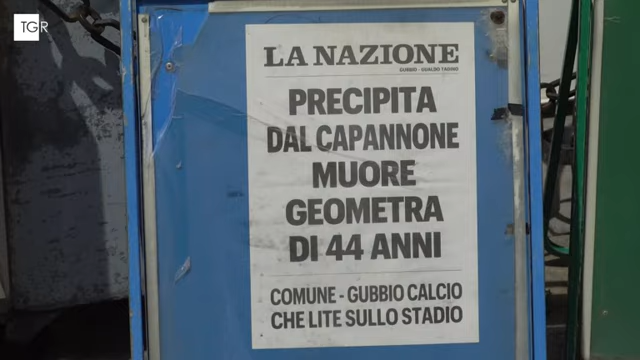 TGR
LA NAZIONE
GUBBIO - GUALDO TADINO
PRECIPITA
DAL CAPANNONE
MUORE
GEOMETRA
DI 44 ANNI
COMUNE - GUBBIO CALCIO
CHE LITE SULLO STADIO